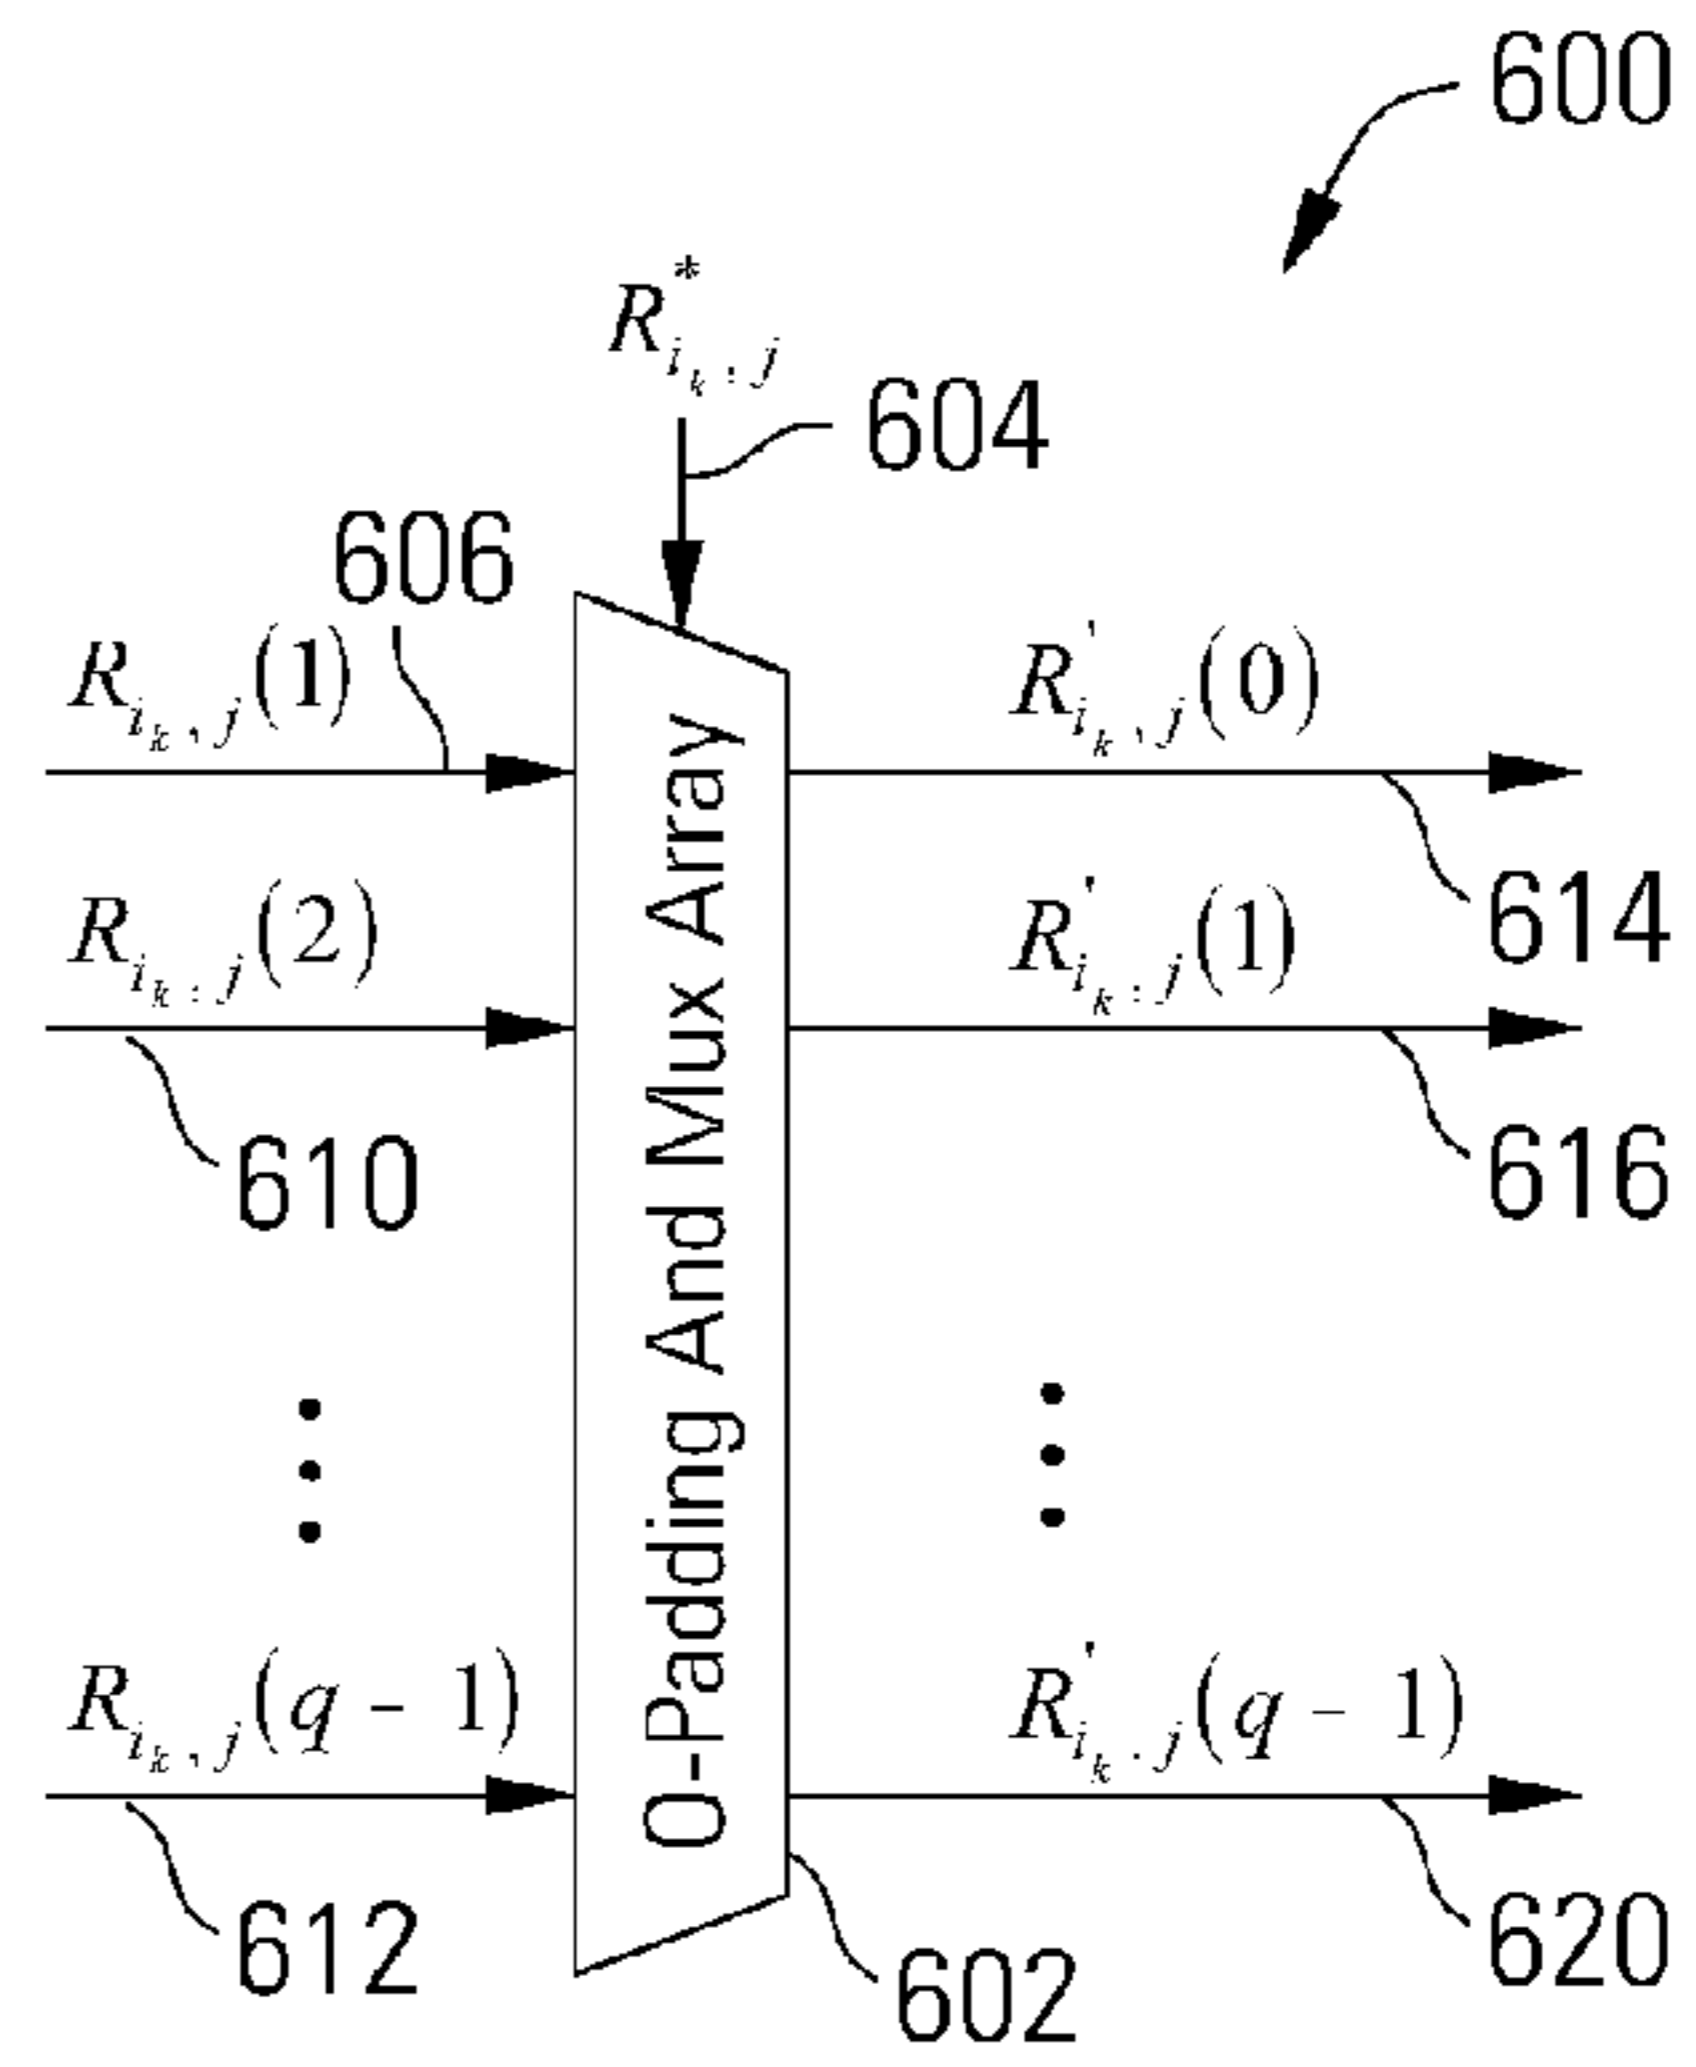 600
R*_{i_k,j}
604
606
R_{i_k,j}(1)
R'_{i_k,j}(0)
614
R_{i_k,j}(2)
R'_{i_k,j}(1)
610
616
0-Padding And Mux Array
R_{i_k,j}(q - 1)
R'_{i_k,j}(q - 1)
612
602
620